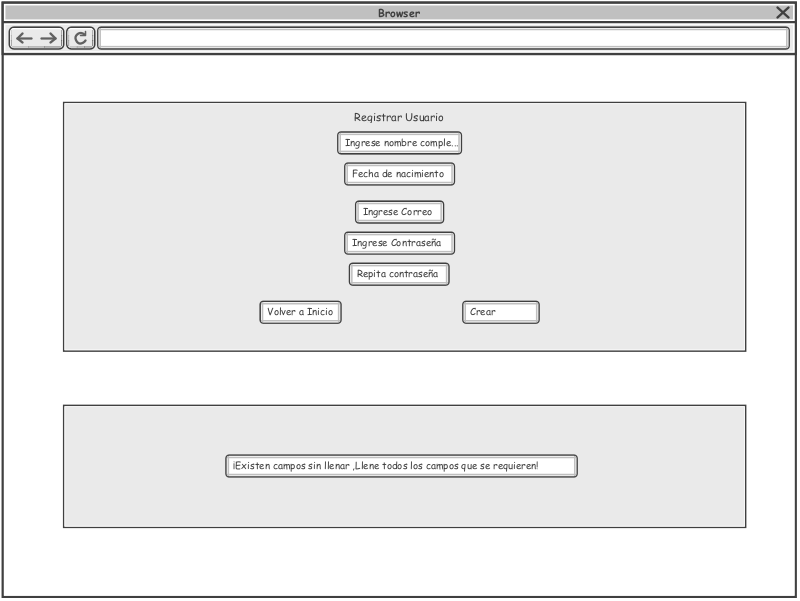 Browser
Registrar Usuario
Ingrese nombre comple...
Fecha de nacimiento
Ingrese Correo
Ingrese Contraseña
Repita contraseña
Volver a Inicio
Crear
¡Existen campos sin llenar ,Llene todos los campos que se requieren!